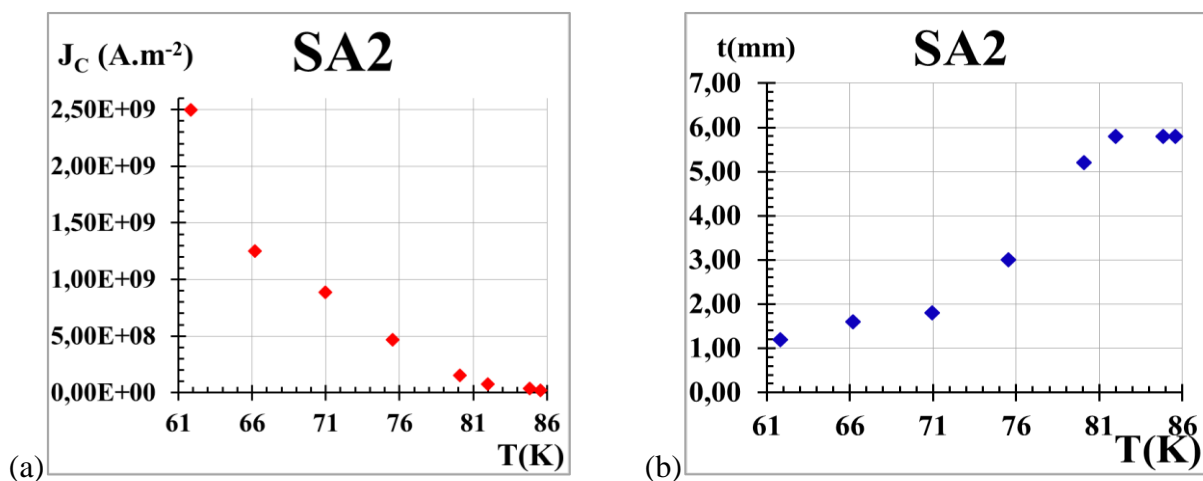 SA2
J_C (A.m⁻²)
2,50E+09
2,00E+09
1,50E+09
1,00E+09
5,00E+08
0,00E+00
61 66 71 76 81 86
T(K)
(a)
SA2
t(mm)
7,00
6,00
5,00
4,00
3,00
2,00
1,00
0,00
61 66 71 76 81 86
T(K)
(b)